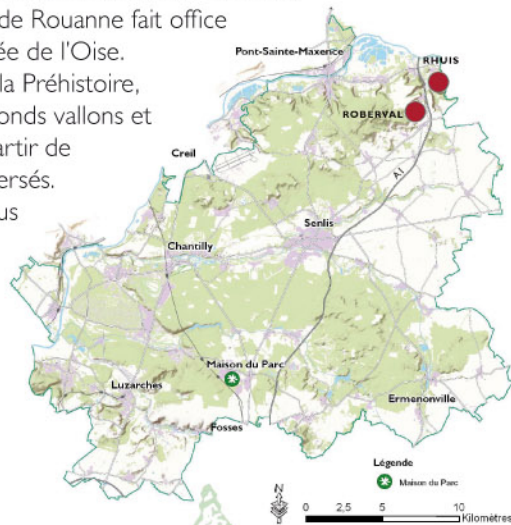 de Rouanne fait office
ée de l'Oise.
la Préhistoire,
onds vallons et
artir de
ersés.
us
Pont-Sainte-Maxence
RHUIS
ROBERVAL
Creil
A1
Senlis
Chantilly
Maison du Parc
Luzarches
Ermenonville
Fosses
Légende
Maison du Parc
N
0 2,5 5 10
Kilomètres